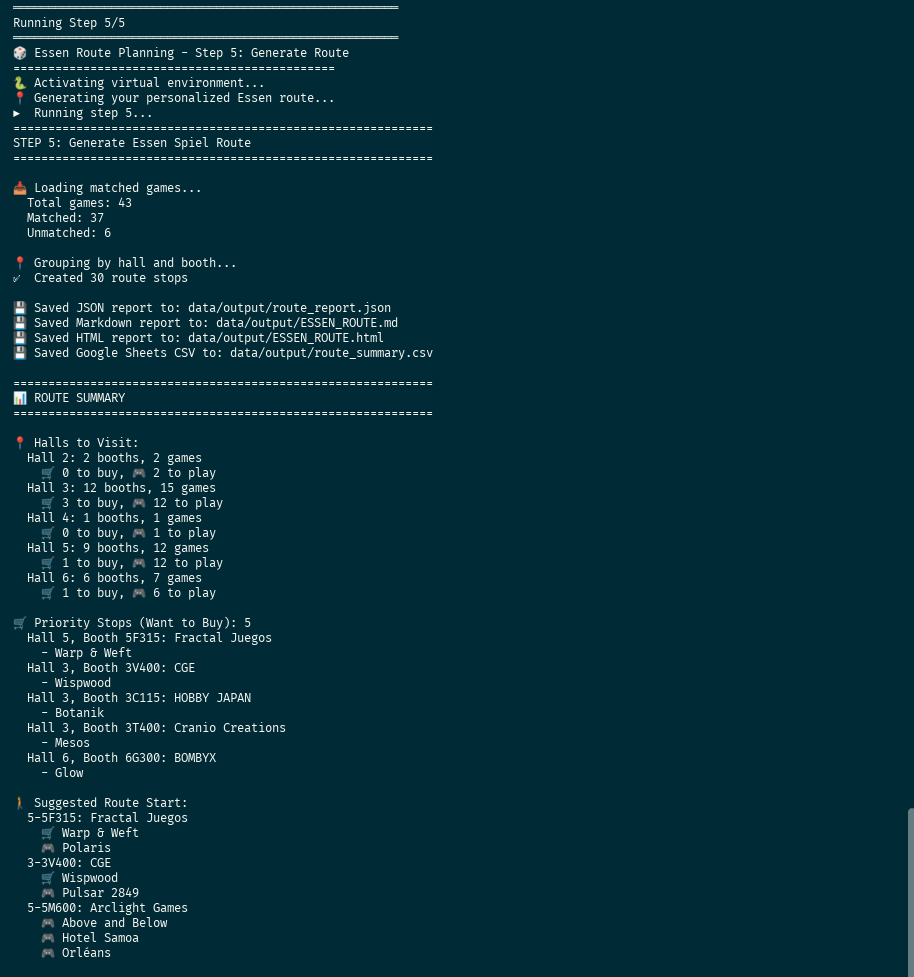 ════════════════════════════════════════════════════════
Running Step 5/5
════════════════════════════════════════════════════════
🎲 Essen Route Planning - Step 5: Generate Route
==============================================
🐍 Activating virtual environment...
📍 Generating your personalized Essen route...
▶ Running step 5...
============================================================
STEP 5: Generate Essen Spiel Route
============================================================
📥 Loading matched games...
Total games: 43
Matched: 37
Unmatched: 6
📍 Grouping by hall and booth...
✓ Created 30 route stops
💾 Saved JSON report to: data/output/route_report.json
💾 Saved Markdown report to: data/output/ESSEN_ROUTE.md
💾 Saved HTML report to: data/output/ESSEN_ROUTE.html
💾 Saved Google Sheets CSV to: data/output/route_summary.csv
============================================================
📊 ROUTE SUMMARY
============================================================
📍 Halls to Visit:
Hall 2: 2 booths, 2 games
🛒 0 to buy, 🎮 2 to play
Hall 3: 12 booths, 15 games
🛒 3 to buy, 🎮 12 to play
Hall 4: 1 booths, 1 games
🛒 0 to buy, 🎮 1 to play
Hall 5: 9 booths, 12 games
🛒 1 to buy, 🎮 12 to play
Hall 6: 6 booths, 7 games
🛒 1 to buy, 🎮 6 to play
🛒 Priority Stops (Want to Buy): 5
Hall 5, Booth 5F315: Fractal Juegos
- Warp & Weft
Hall 3, Booth 3V400: CGE
- Wispwood
Hall 3, Booth 3C115: HOBBY JAPAN
- Botanik
Hall 3, Booth 3T400: Cranio Creations
- Mesos
Hall 6, Booth 6G300: BOMBYX
- Glow
🚶 Suggested Route Start:
5-5F315: Fractal Juegos
🛒 Warp & Weft
🎮 Polaris
3-3V400: CGE
🛒 Wispwood
🎮 Pulsar 2849
5-5M600: Arclight Games
🎮 Above and Below
🎮 Hotel Samoa
🎮 Orléans